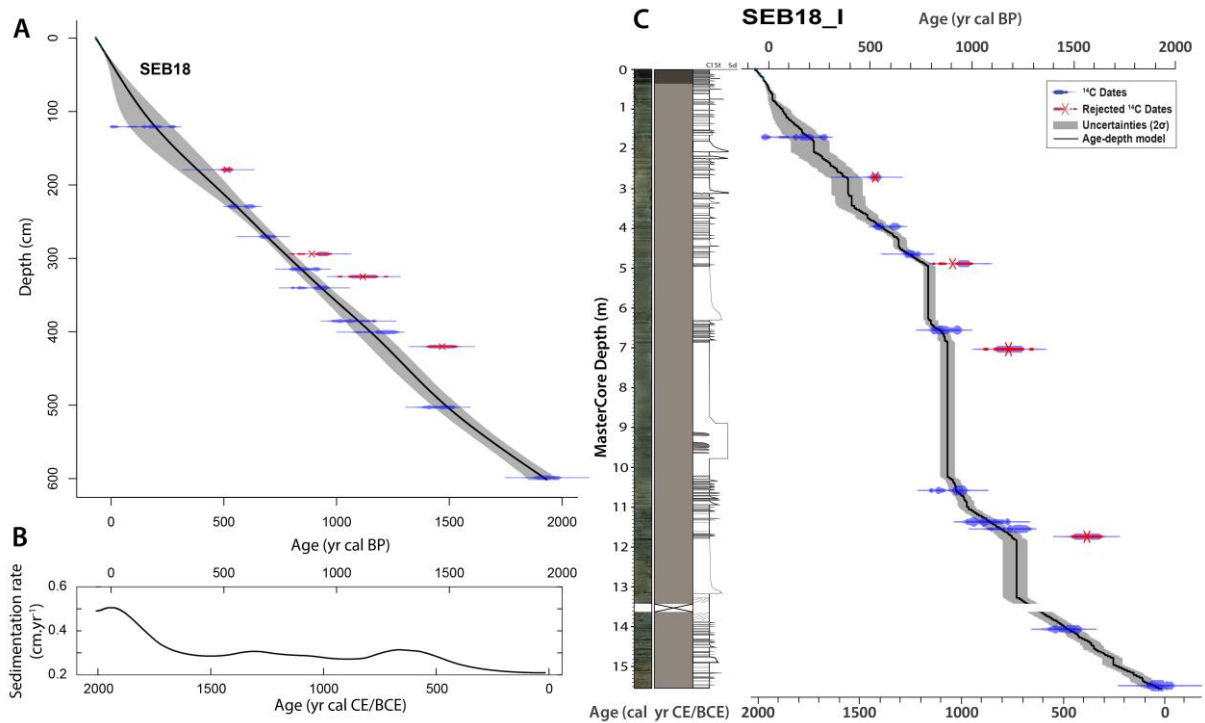 A
SEB18
0
100
200
300
400
500
600
Depth (cm)
0 500 1000 1500 2000
Age (yr cal BP)
B
0 500 1000 1500 2000
0.6
0.4
0.2
Sedimentation rate
(cm.yr⁻¹)
2000 1500 1000 500 0
Age (yr cal CE/BCE)
C
SEB18_I
Age (yr cal BP)
0 500 1000 1500 2000
Cl St Sd
¹⁴C Dates
Rejected ¹⁴C Dates
Uncertainties (2σ)
Age-depth model
0
1
2
3
4
5
6
7
8
9
10
11
12
13
14
15
MasterCore Depth (m)
2000 1500 1000 500 0
Age (cal yr CE/BCE)